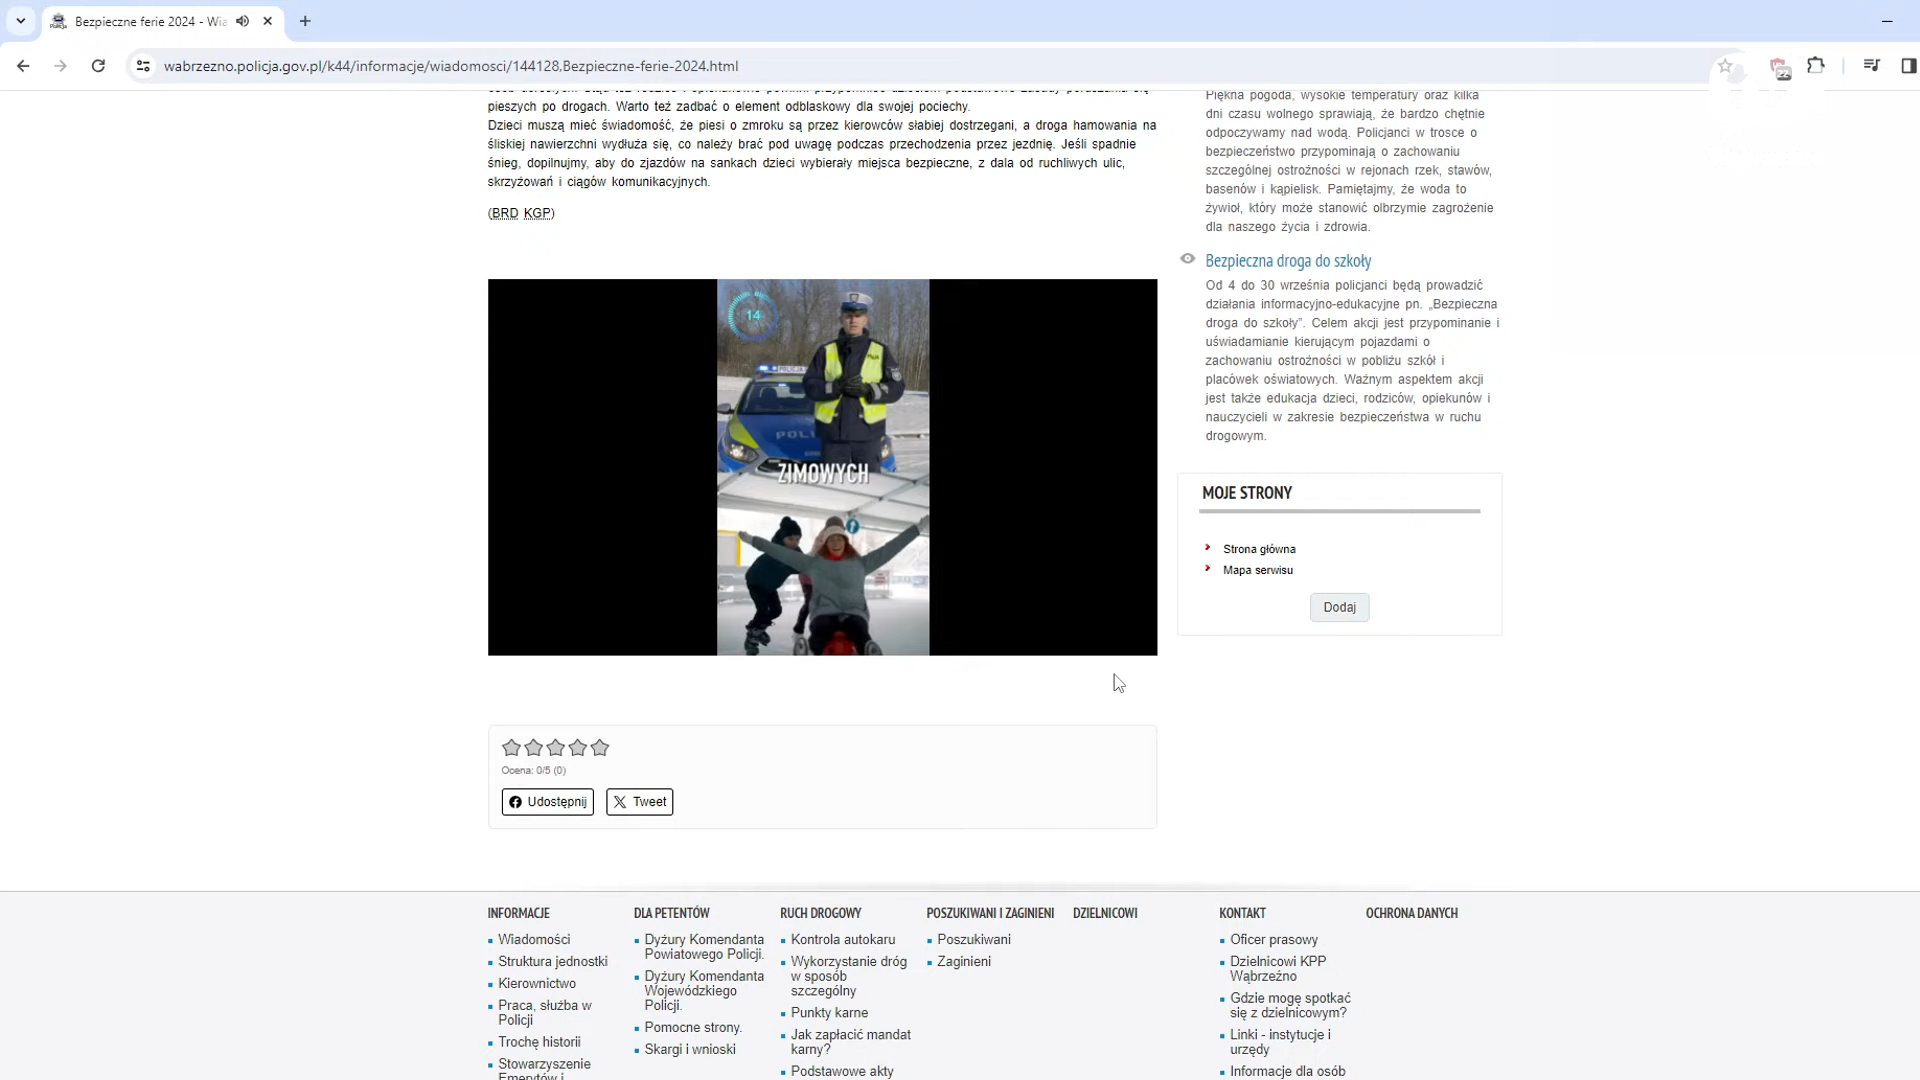 Bezpieczne ferie 2024 - Wia
wabrzezno.policja.gov.pl/k44/informacje/wiadomosci/144128,Bezpieczne-ferie-2024.html
22
pieszych po drogach. Warto też zadbać o element odblaskowy dla swojej pociechy.
Dzieci muszą mieć świadomość, że piesi o zmroku są przez kierowców słabiej dostrzegani, a droga hamowania na
śliskiej nawierzchni wydłuża się, co należy brać pod uwagę podczas przechodzenia przez jezdnię. Jeśli spadnie
śnieg, dopilnujmy, aby do zjazdów na sankach dzieci wybierały miejsca bezpieczne, z dala od ruchliwych ulic,
skrzyżowań i ciągów komunikacyjnych.
(BRD KGP)
14
POLICJA
POLI
ZIMOWYCH
Ocena: 0/5 (0)
Udostępnij
Tweet
Piękna pogoda, wysokie temperatury oraz kilka
dni czasu wolnego sprawiają, że bardzo chętnie
odpoczywamy nad wodą. Policjanci w trosce o
bezpieczeństwo przypominają o zachowaniu
szczególnej ostrożności w rejonach rzek, stawów,
basenów i kąpielisk. Pamiętajmy, że woda to
żywioł, który może stanowić olbrzymie zagrożenie
dla naszego życia i zdrowia.
Bezpieczna droga do szkoły
Od 4 do 30 września policjanci będą prowadzić
działania informacyjno-edukacyjne pn. „Bezpieczna
droga do szkoły”. Celem akcji jest przypominanie i
uświadamianie kierującym pojazdami o
zachowaniu ostrożności w pobliżu szkół i
placówek oświatowych. Ważnym aspektem akcji
jest także edukacja dzieci, rodziców, opiekunów i
nauczycieli w zakresie bezpieczeństwa w ruchu
drogowym.
MOJE STRONY
Strona główna
Mapa serwisu
Dodaj
INFORMACJE
Wiadomości
Struktura jednostki
Kierownictwo
Praca, służba w
Policji
Trochę historii
Stowarzyszenie
Emerytów i
DLA PETENTÓW
Dyżury Komendanta
Powiatowego Policji.
Dyżury Komendanta
Wojewódzkiego
Policji.
Pomocne strony.
Skargi i wnioski
RUCH DROGOWY
Kontrola autokaru
Wykorzystanie dróg
w sposób
szczególny
Punkty karne
Jak zapłacić mandat
karny?
Podstawowe akty
POSZUKIWANI I ZAGINIENI
Poszukiwani
Zaginieni
DZIELNICOWI
KONTAKT
Oficer prasowy
Dzielnicowi KPP
Wąbrzeźno
Gdzie mogę spotkać
się z dzielnicowym?
Linki - instytucje i
urzędy
Informacje dla osób
OCHRONA DANYCH